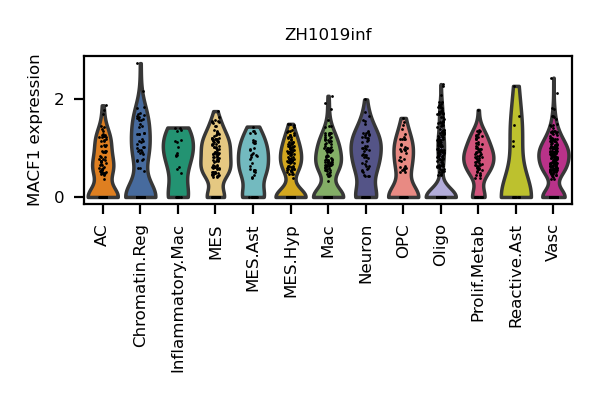 ZH1019inf
MACF1 expression
2
0
AC
Chromatin.Reg
Inflammatory.Mac
MES
MES.Ast
MES.Hyp
Mac
Neuron
OPC
Oligo
Prolif.Metab
Reactive.Ast
Vasc